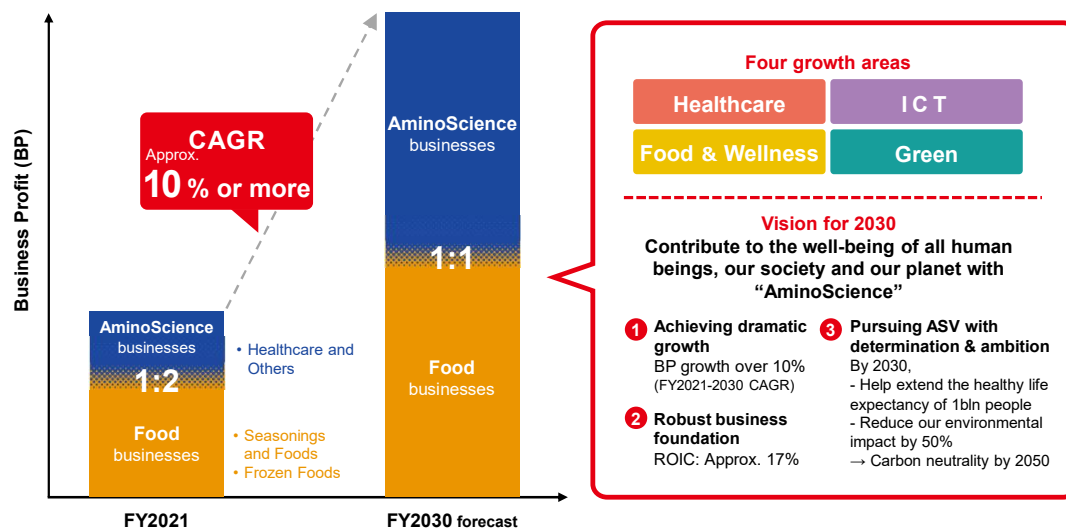 Business Profit (BP)
CAGR
Approx.
10 % or more
AminoScience
businesses
1:2
Food
businesses
• Healthcare and
Others
• Seasonings
and Foods
• Frozen Foods
FY2021
AminoScience
businesses
1:1
Food
businesses
FY2030 forecast
Four growth areas
Healthcare
ICT
Food & Wellness
Green
Vision for 2030
Contribute to the well-being of all human
beings, our society and our planet with
“AminoScience”
1 Achieving dramatic
growth
BP growth over 10%
(FY2021-2030 CAGR)
2 Robust business
foundation
ROIC: Approx. 17%
3 Pursuing ASV with
determination & ambition
By 2030,
- Help extend the healthy life
expectancy of 1bln people
- Reduce our environmental
impact by 50%
→ Carbon neutrality by 2050